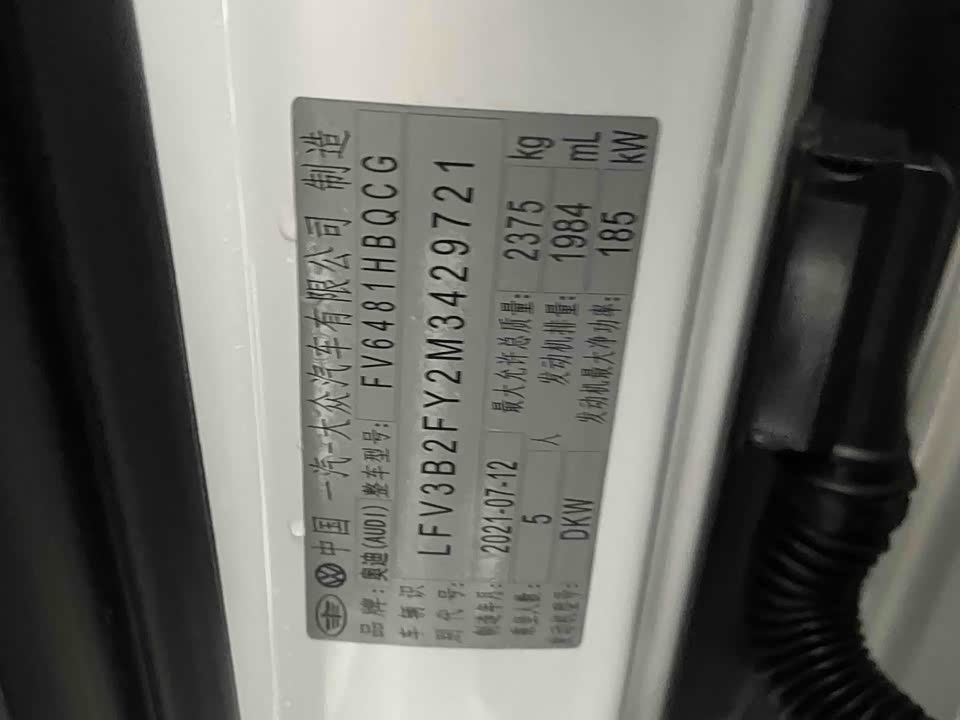 中国 一汽-大众汽车有限公司 制造
品牌: 奥迪(AUDI) 整车型号: FV6481HBQCG
车辆识别代号: LFV3B2FY2M3429721
制造年月: 2021-07-12 最大允许总质量: 2375 kg
乘坐人数: 5 人 发动机排量: 1984 mL
发动机型号: DKW 发动机最大净功率: 185 kW